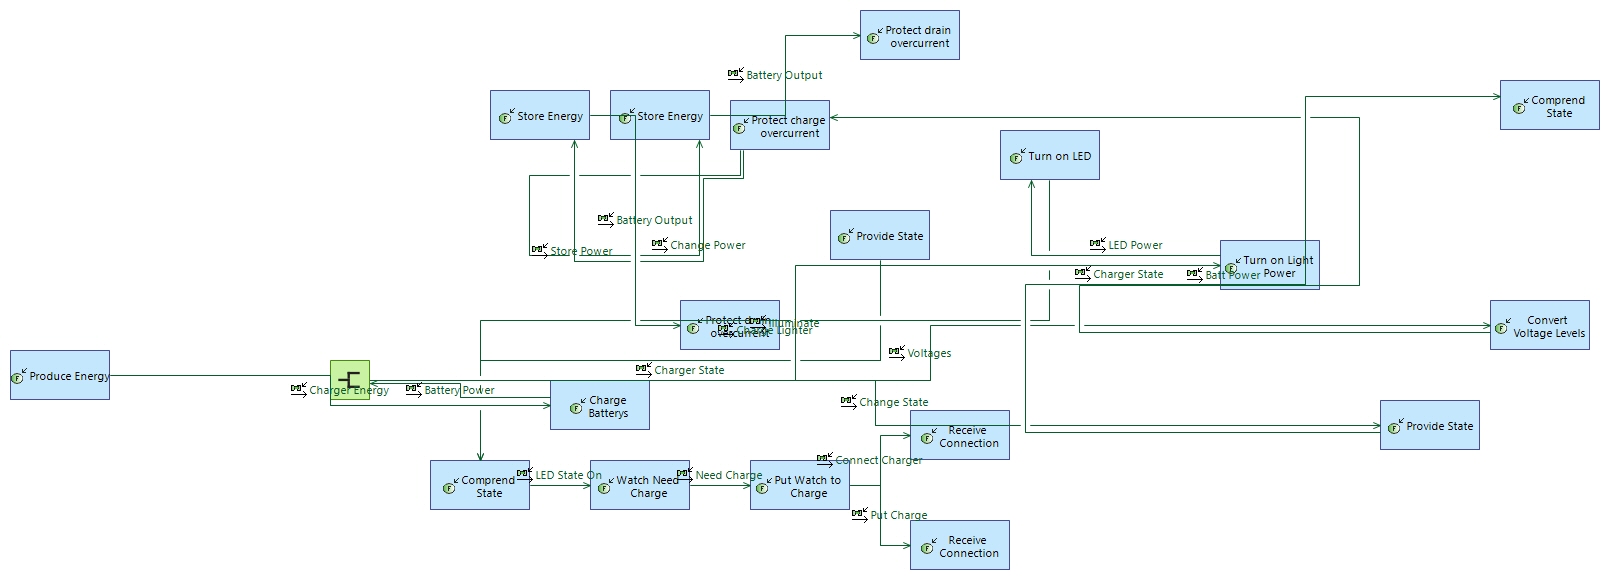 Protect drain
overcurrent
Battery Output
Store Energy
Store Energy
Protect charge
overcurrent
Comprend
State
Turn on LED
Battery Output
Store Power
Change Power
Provide State
LED Power
Turn on Light
Power
Charger State
Batt Power
Protect drain
overcurrent
Illuminate
Charge Lighter
Convert
Voltage Levels
Voltages
Produce Energy
Charger State
Charger Energy
Battery Power
Charge
Batterys
Change State
Receive
Connection
Provide State
Connect Charger
Comprend
State
LED State On
Watch Need
Charge
Need Charge
Put Watch to
Charge
Put Charge
Receive
Connection